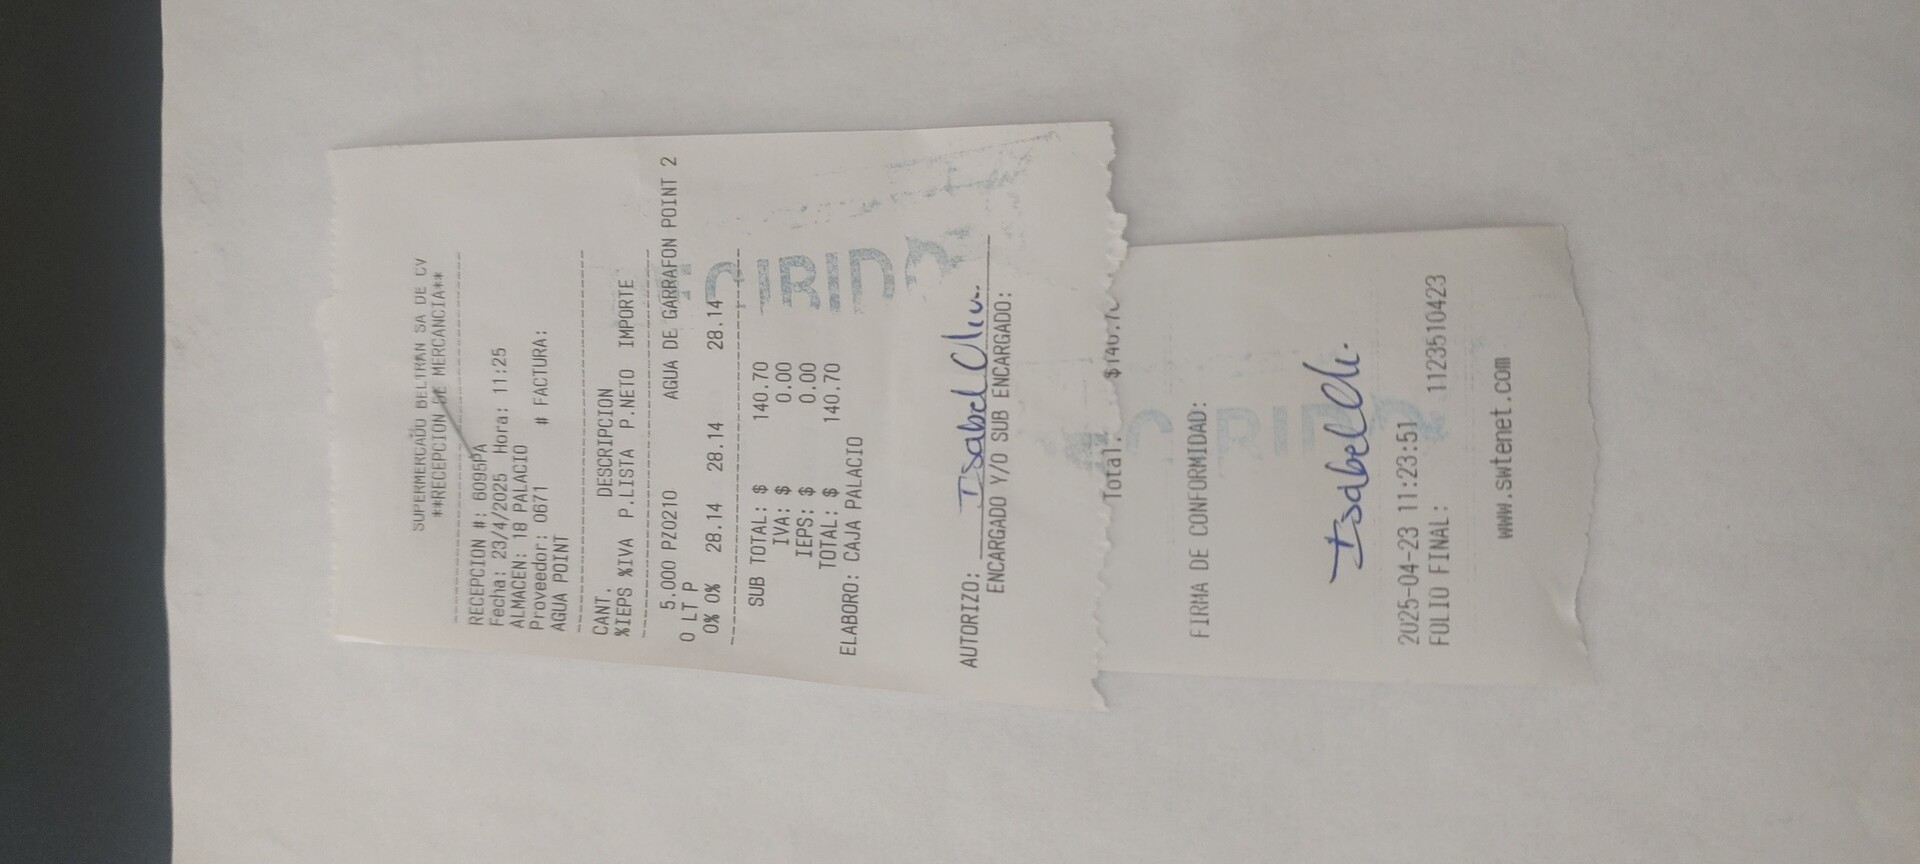 SUPERMERCADO BELTRAN SA DE CV
**RECEPCION DE MERCANCIA**
RECEPCION #: 6095PA
Fecha: 23/4/2025 Hora: 11:25
ALMACEN: 18 PALACIO
Proveedor: 0671 # FACTURA:
AGUA POINT
CANT. DESCRIPCION
%IEPS %IVA P.LISTA P.NETO IMPORTE
5.000 PZ0210 AGUA DE GARRAFON POINT 2
0 LT P
0% 0% 28.14 28.14 28.14
SUB TOTAL: $ 140.70
IVA: $ 0.00
IEPS: $ 0.00
TOTAL: $ 140.70
ELABORO: CAJA PALACIO
AUTORIZO: Isabel
ENCARGADO Y/O SUB ENCARGADO:
Total: $140.70
FIRMA DE CONFORMIDAD:
Isabel
2025-04-23 11:23:51
FOLIO FINAL: 1123510423
www.swtenet.com